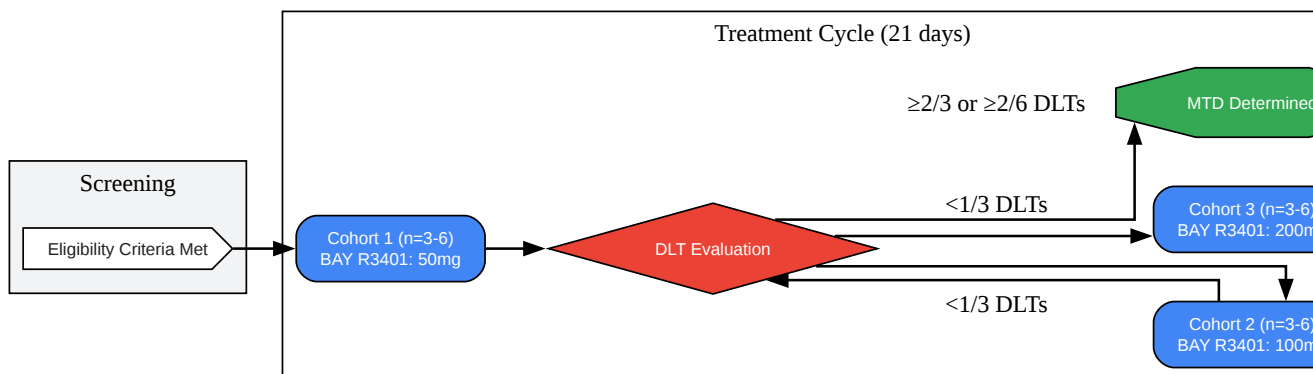 Treatment Cycle (21 days)
≥2/3 or ≥2/6 DLTs
MTD Determined
Screening
Eligibility Criteria Met
Cohort 1 (n=3-6)
BAY R3401: 50mg
DLT Evaluation
<1/3 DLTs
Cohort 3 (n=3-6)
BAY R3401: 200m
<1/3 DLTs
Cohort 2 (n=3-6)
BAY R3401: 100m